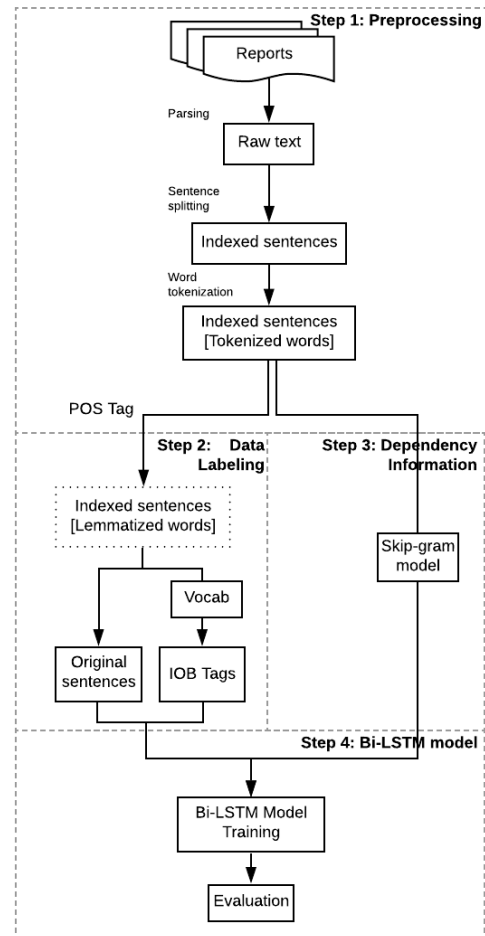 Step 1: Preprocessing
Reports
Parsing
Raw text
Sentence
splitting
Indexed sentences
Word
tokenization
Indexed sentences
[Tokenized words]
POS Tag
Step 2: Data
Labeling
Step 3: Dependency
Information
Indexed sentences
[Lemmatized words]
Skip-gram
model
Vocab
Original
sentences
IOB Tags
Step 4: Bi-LSTM model
Bi-LSTM Model
Training
Evaluation